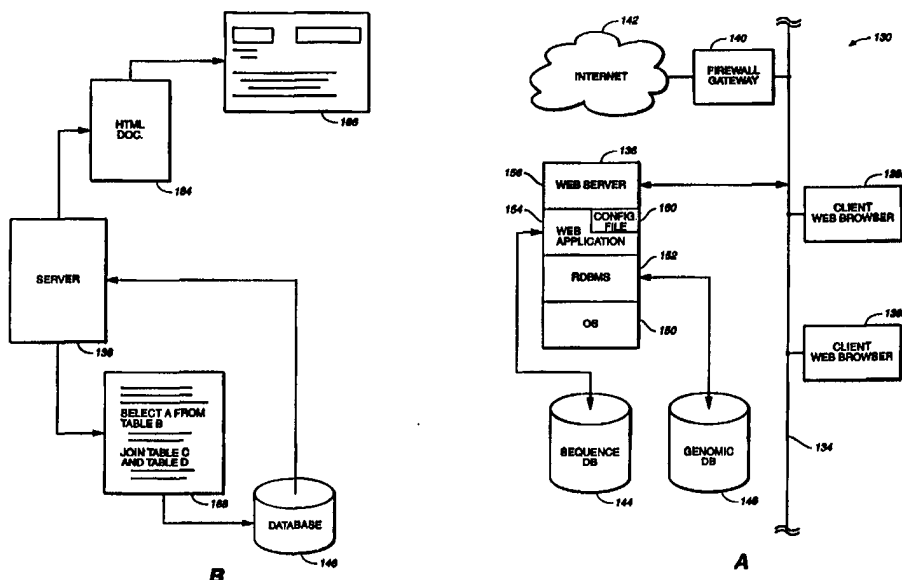 HTML
DOC.
184
186
SERVER
136
SELECT A FROM
TABLE B
JOIN TABLE C
AND TABLE D
188
DATABASE
146
B
142
INTERNET
140
FIREWALL
GATEWAY
130
136
156
WEB SERVER
154
CONFIG.
FILE
160
WEB
APPLICATION
152
RDBMS
OS
150
138
CLIENT
WEB BROWSER
138
CLIENT
WEB BROWSER
SEQUENCE
DB
144
GENOMIC
DB
146
134
A